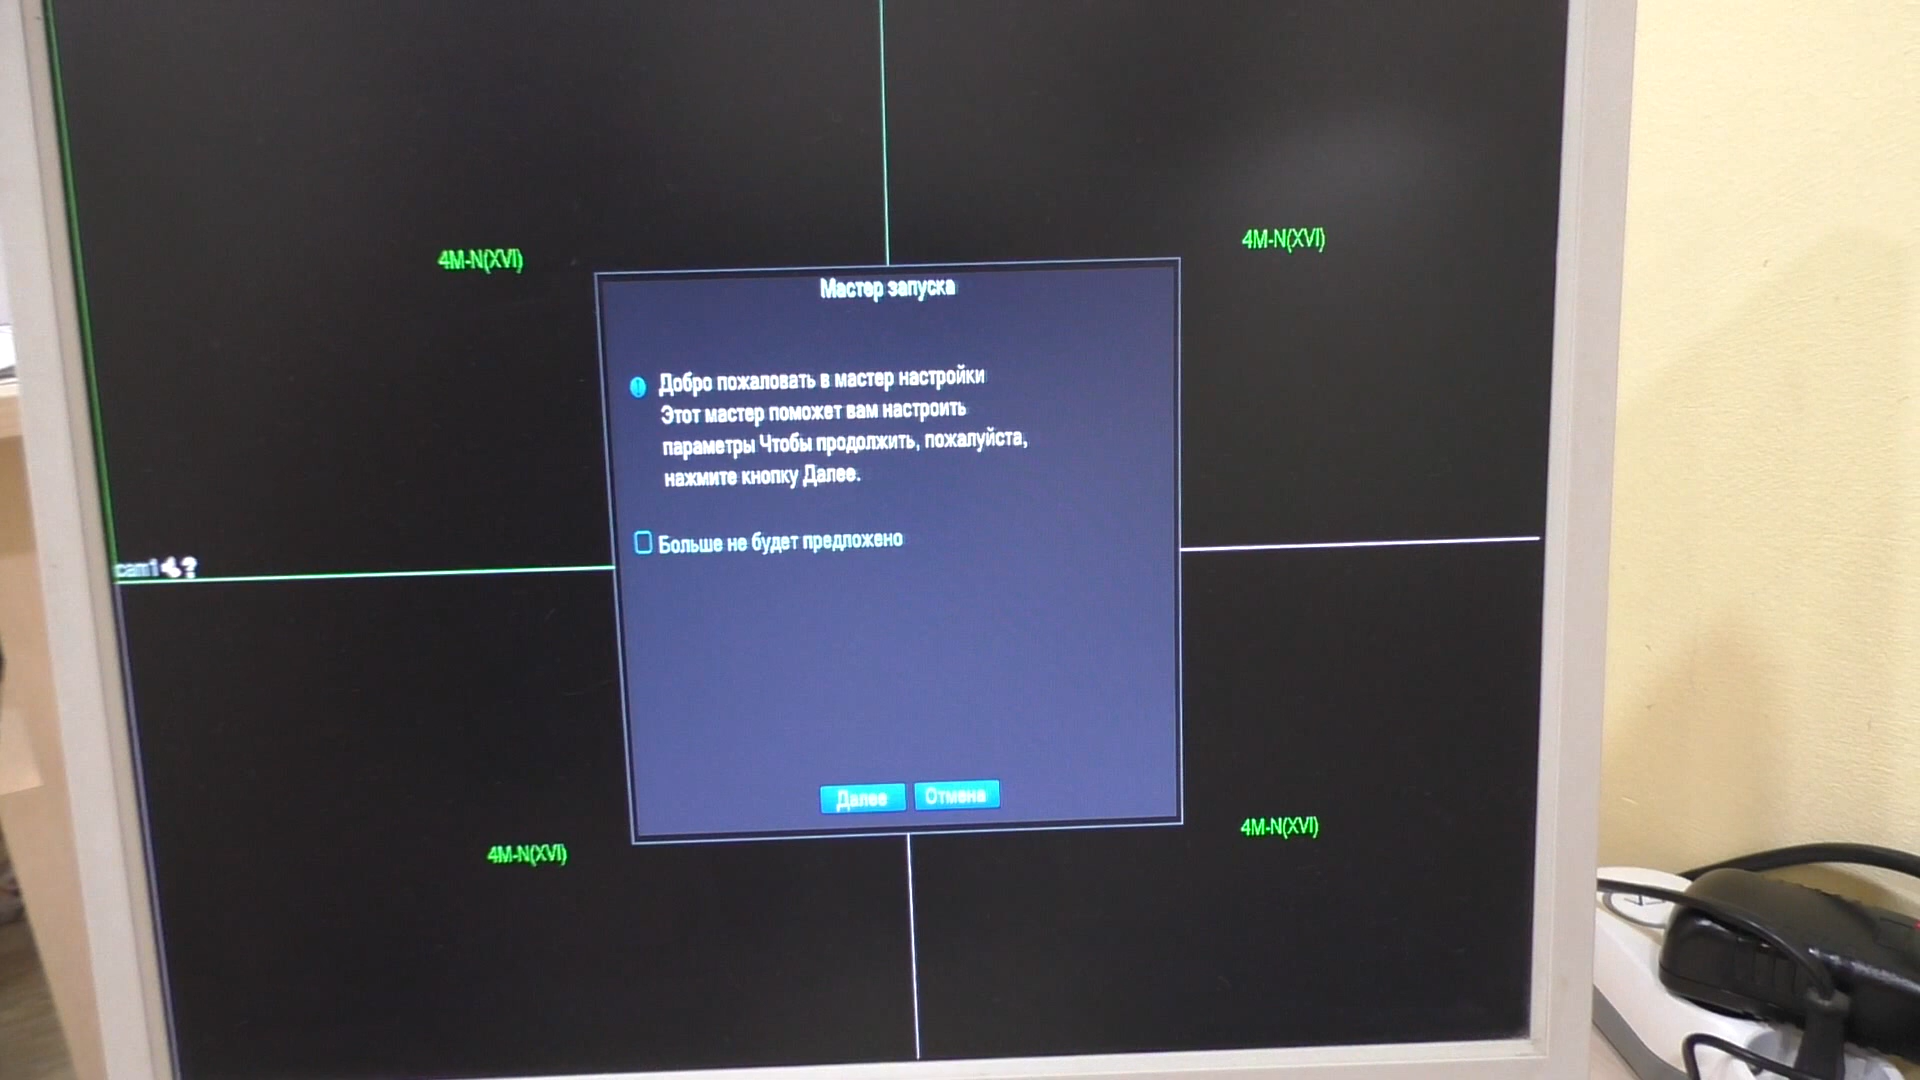 4M-N(XVI)
4M-N(XVI)
Мастер запуска
Добро пожаловать в мастер настройки
Этот мастер поможет вам настроить
параметры Чтобы продолжить, пожалуйста,
нажмите кнопку Далее.
Больше не будет предложено
cam1
Далее
Отмена
4M-N(XVI)
4M-N(XVI)